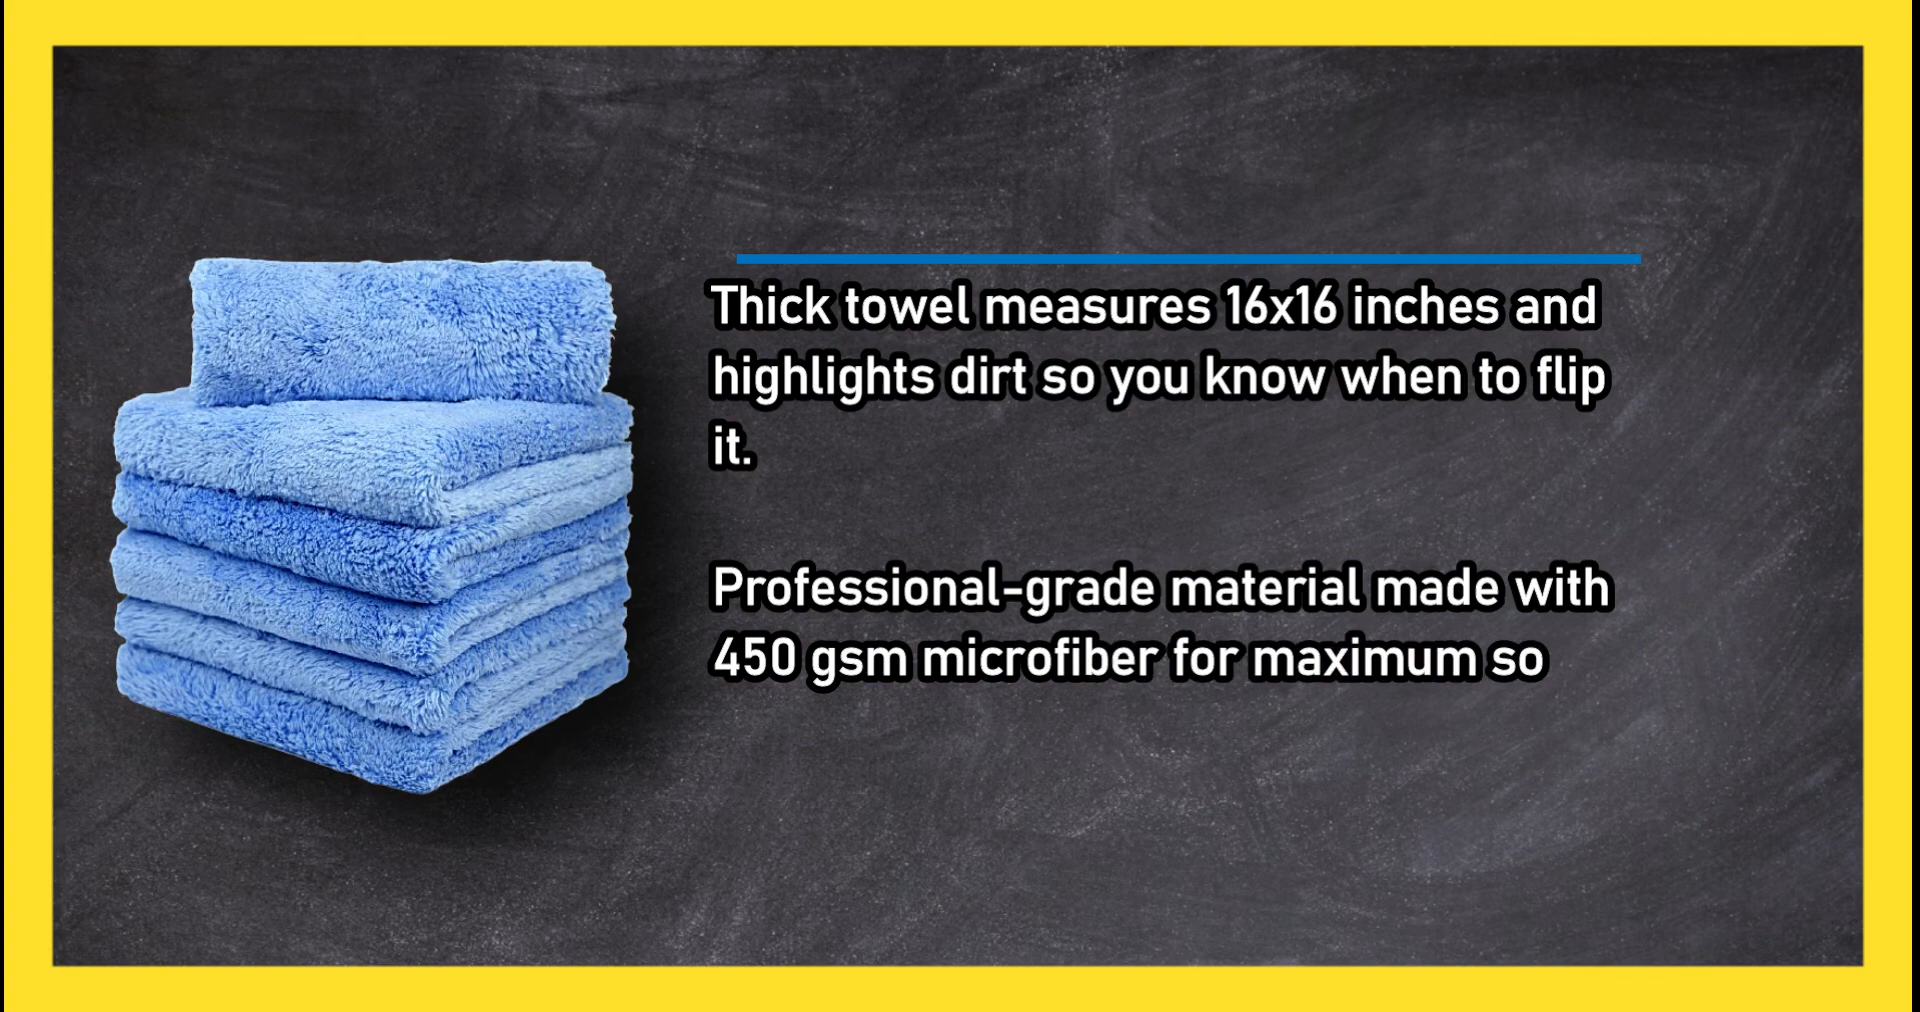 Thick towel measures 16x16 inches and
highlights dirt so you know when to flip
it.
Professional-grade material made with
450 gsm microfiber for maximum so